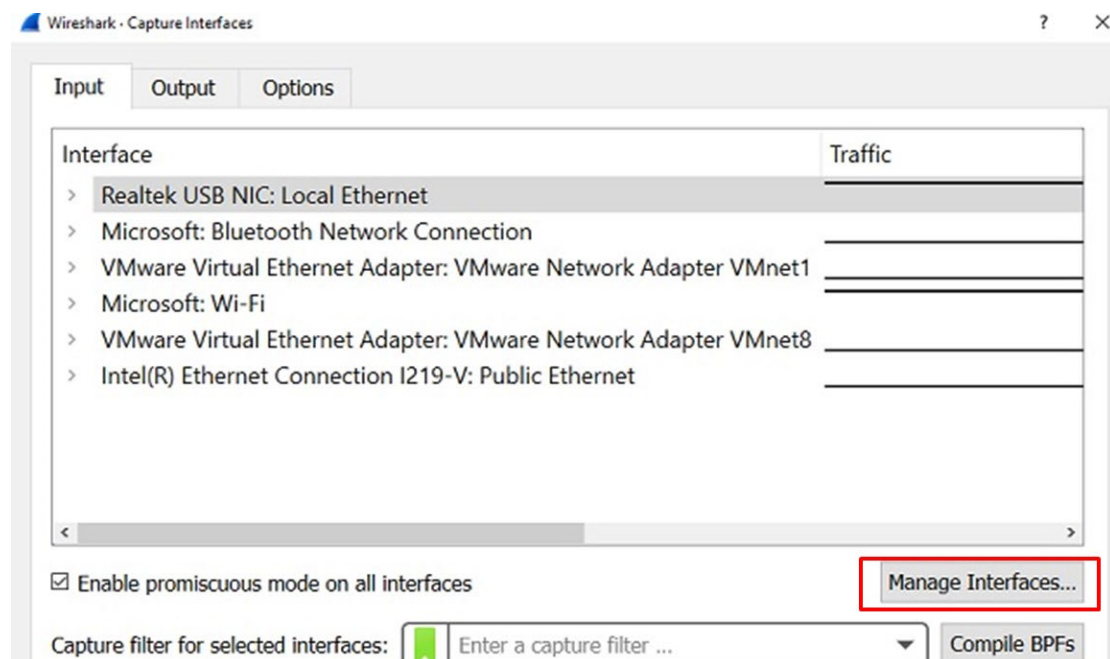 Wireshark · Capture Interfaces ? ×
Input Output Options
Interface Traffic
Realtek USB NIC: Local Ethernet
Microsoft: Bluetooth Network Connection
VMware Virtual Ethernet Adapter: VMware Network Adapter VMnet1
Microsoft: Wi-Fi
VMware Virtual Ethernet Adapter: VMware Network Adapter VMnet8
Intel(R) Ethernet Connection I219-V: Public Ethernet
Enable promiscuous mode on all interfaces Manage Interfaces...
Capture filter for selected interfaces: Enter a capture filter ... Compile BPFs